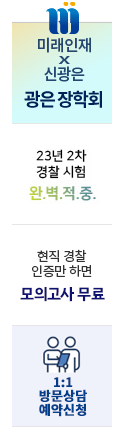 미래인재
x
신광은
광은 장학회
23년 2차
경찰 시험
완.벽.적.중.
현직 경찰
인증만 하면
모의고사 무료
1:1
방문상담
예약신청